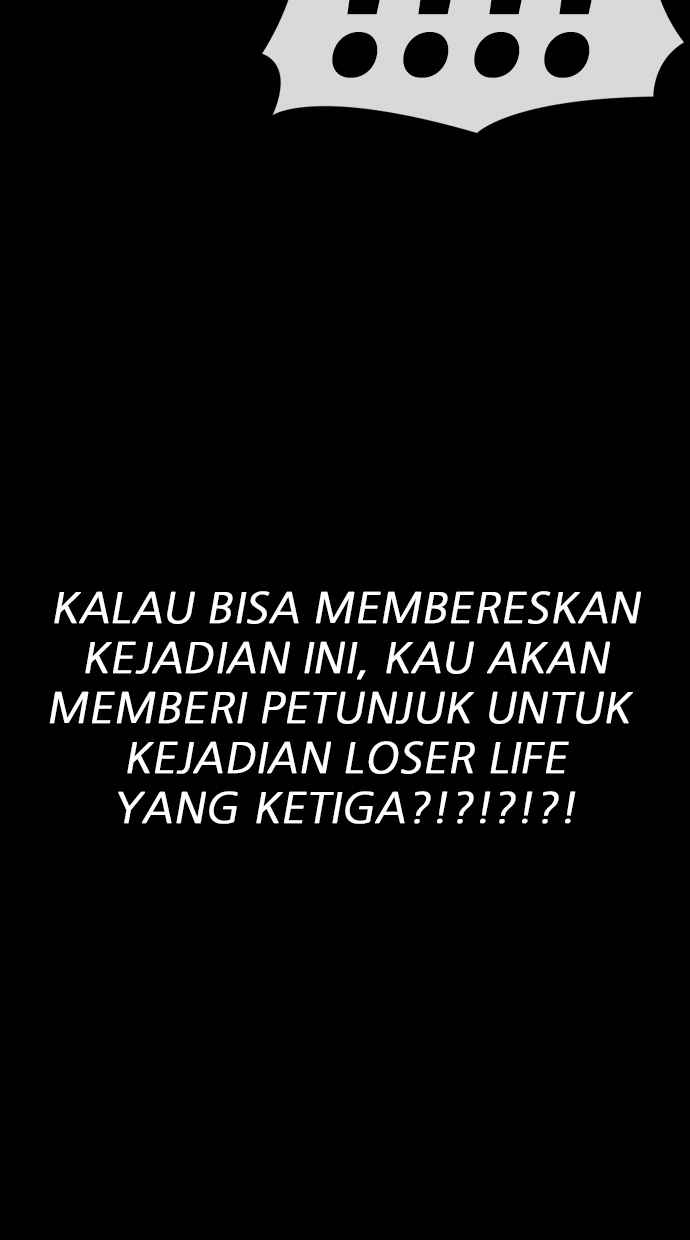 !!!!
KALAU BISA MEMBERESKAN
KEJADIAN INI, KAU AKAN
MEMBERI PETUNJUK UNTUK
KEJADIAN LOSER LIFE
YANG KETIGA?!?!?!?!